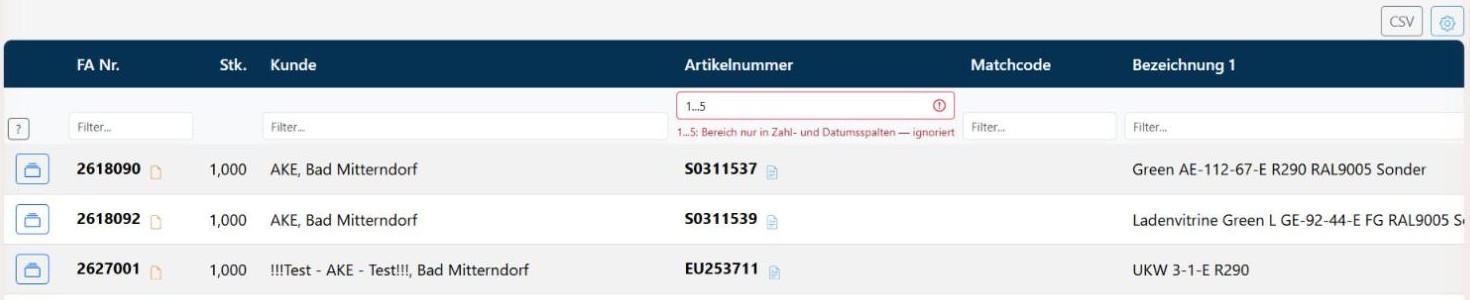 CSV
FA Nr. Stk. Kunde Artikelnummer Matchcode Bezeichnung 1
1...5
? Filter... Filter... 1...5: Bereich nur in Zahl- und Datumsspalten — ignoriert Filter... Filter...
2618090 1,000 AKE, Bad Mitterndorf S0311537 Green AE-112-67-E R290 RAL9005 Sonder
2618092 1,000 AKE, Bad Mitterndorf S0311539 Ladenvitrine Green L GE-92-44-E FG RAL9005 S
2627001 1,000 !!!Test - AKE - Test!!!, Bad Mitterndorf EU253711 UKW 3-1-E R290